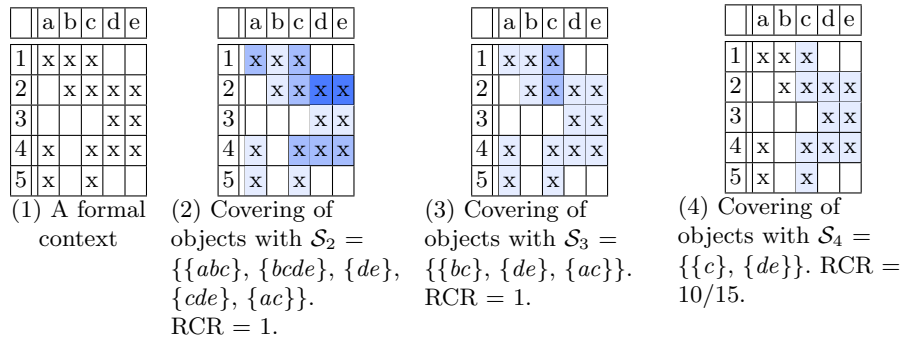 a b c d e
1 x x x
2 x x x x
3 x x
4 x x x x
5 x x
(1) A formal
context
a b c d e
1 x x x
2 x x x x
3 x x
4 x x x x
5 x x
(2) Covering of
objects with 𝒮₂ =
{{abc}, {bcde}, {de},
{cde}, {ac}}.
RCR = 1.
a b c d e
1 x x x
2 x x x x
3 x x
4 x x x x
5 x x
(3) Covering of
objects with 𝒮₃ =
{{bc}, {de}, {ac}}.
RCR = 1.
a b c d e
1 x x x
2 x x x x
3 x x
4 x x x x
5 x x
(4) Covering of
objects with 𝒮₄ =
{{c}, {de}}. RCR =
10/15.